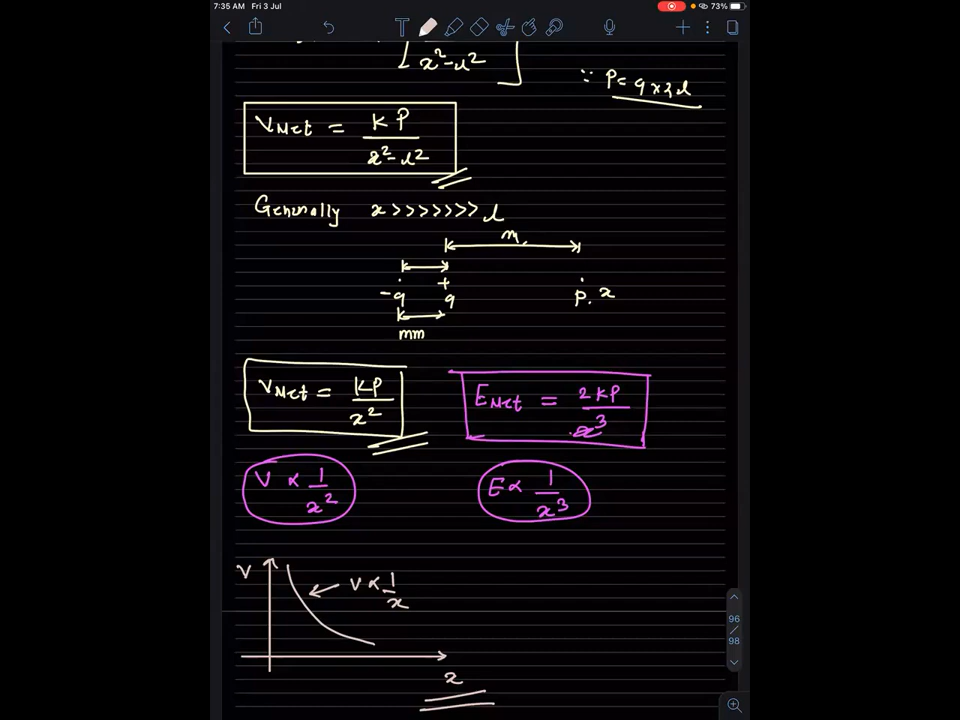 7:35 AM Fri 3 Jul
73%
x²-l²
∵ P = q×2l
VNet = KP / x²-l²
Generally x>>>>>>>l
m
-q +q p. x
mm
VNet = KP / x²
ENet = 2KP / x³
V ∝ 1/x²
E ∝ 1/x³
V
V ∝ 1/x
x
96
98